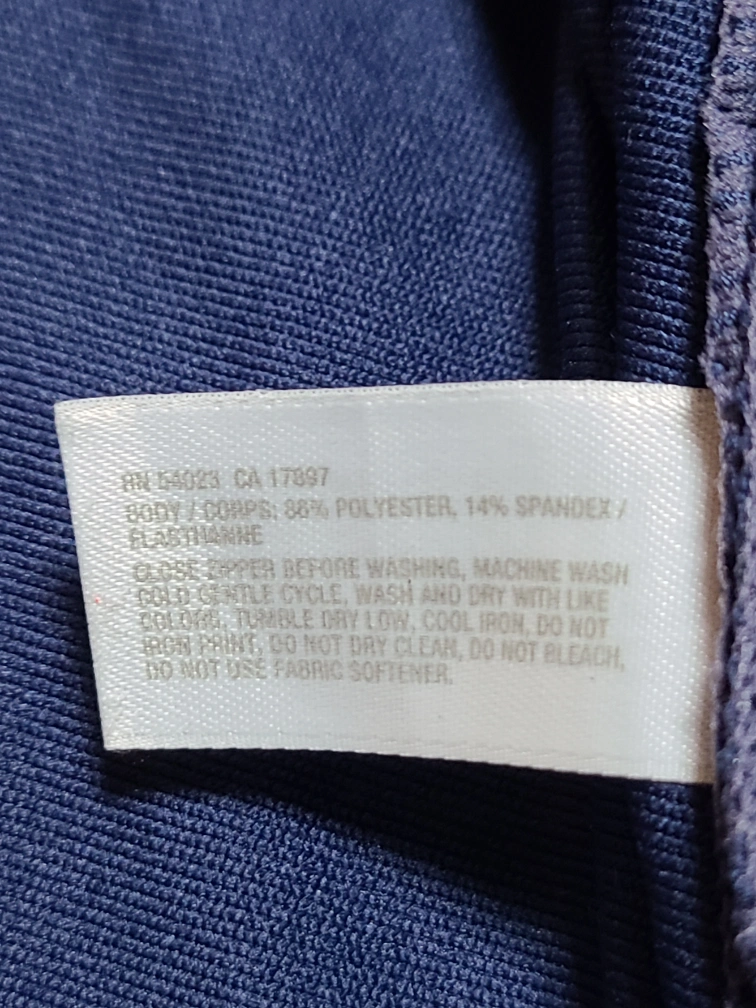 RN 54023 CA 17897
BODY / CORPS: 86% POLYESTER, 14% SPANDEX /
ÉLASTHANNE
CLOSE ZIPPER BEFORE WASHING, MACHINE WASH
COLD GENTLE CYCLE, WASH AND DRY WITH LIKE
COLORS, TUMBLE DRY LOW, COOL IRON, DO NOT
IRON PRINT, DO NOT DRY CLEAN, DO NOT BLEACH,
DO NOT USE FABRIC SOFTENER.